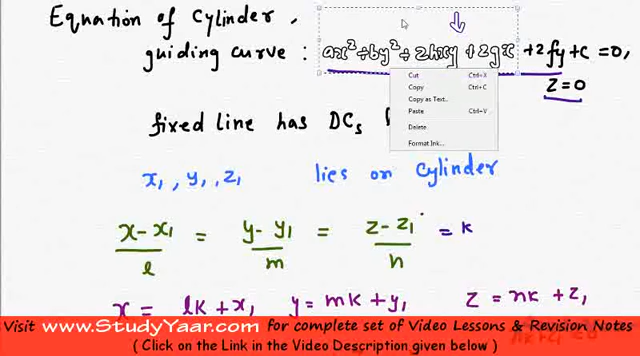 Equation of Cylinder,
guiding curve : ax² + by² + 2hxy + 2gx + 2fy + c = 0,
z = 0
Cut Ctrl+X
Copy Ctrl+C
Copy as Text...
Paste Ctrl+V
Delete
Format Ink...
fixed line has DCs
x₁, y₁, z₁ lies on Cylinder
x - x₁ / l = y - y₁ / m = z - z₁ / n = k
x = lk + x₁ y = mk + y₁ z = nk + z₁
Visit www.StudyYaar.com for complete set of Video Lessons & Revision Notes
( Click on the Link in the Video Description given below )